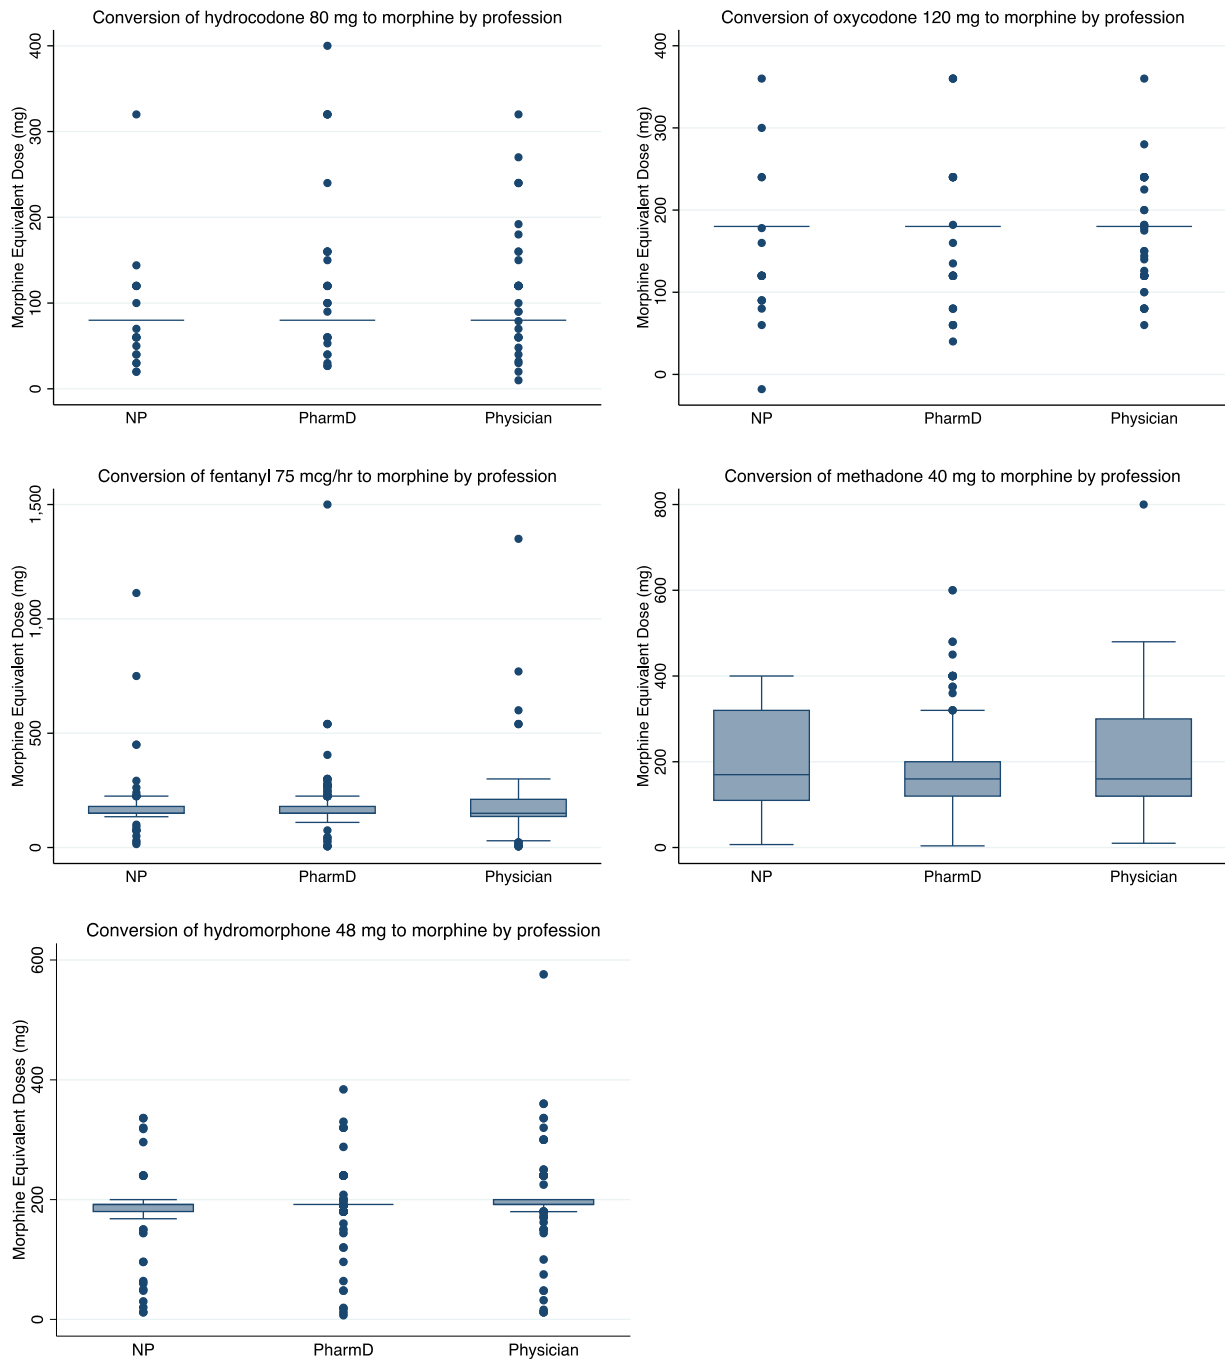 Conversion of hydrocodone 80 mg to morphine by profession
Morphine Equivalent Dose (mg)
400
300
200
100
0
NP PharmD Physician
Conversion of oxycodone 120 mg to morphine by profession
Morphine Equivalent Dose (mg)
400
300
200
100
0
NP PharmD Physician
Conversion of fentanyl 75 mcg/hr to morphine by profession
Morphine Equivalent Dose (mg)
1,500
1,000
500
0
NP PharmD Physician
Conversion of methadone 40 mg to morphine by profession
Morphine Equivalent Dose (mg)
800
600
400
200
0
NP PharmD Physician
Conversion of hydromorphone 48 mg to morphine by profession
Morphine Equivalent Doses (mg)
600
400
200
0
NP PharmD Physician